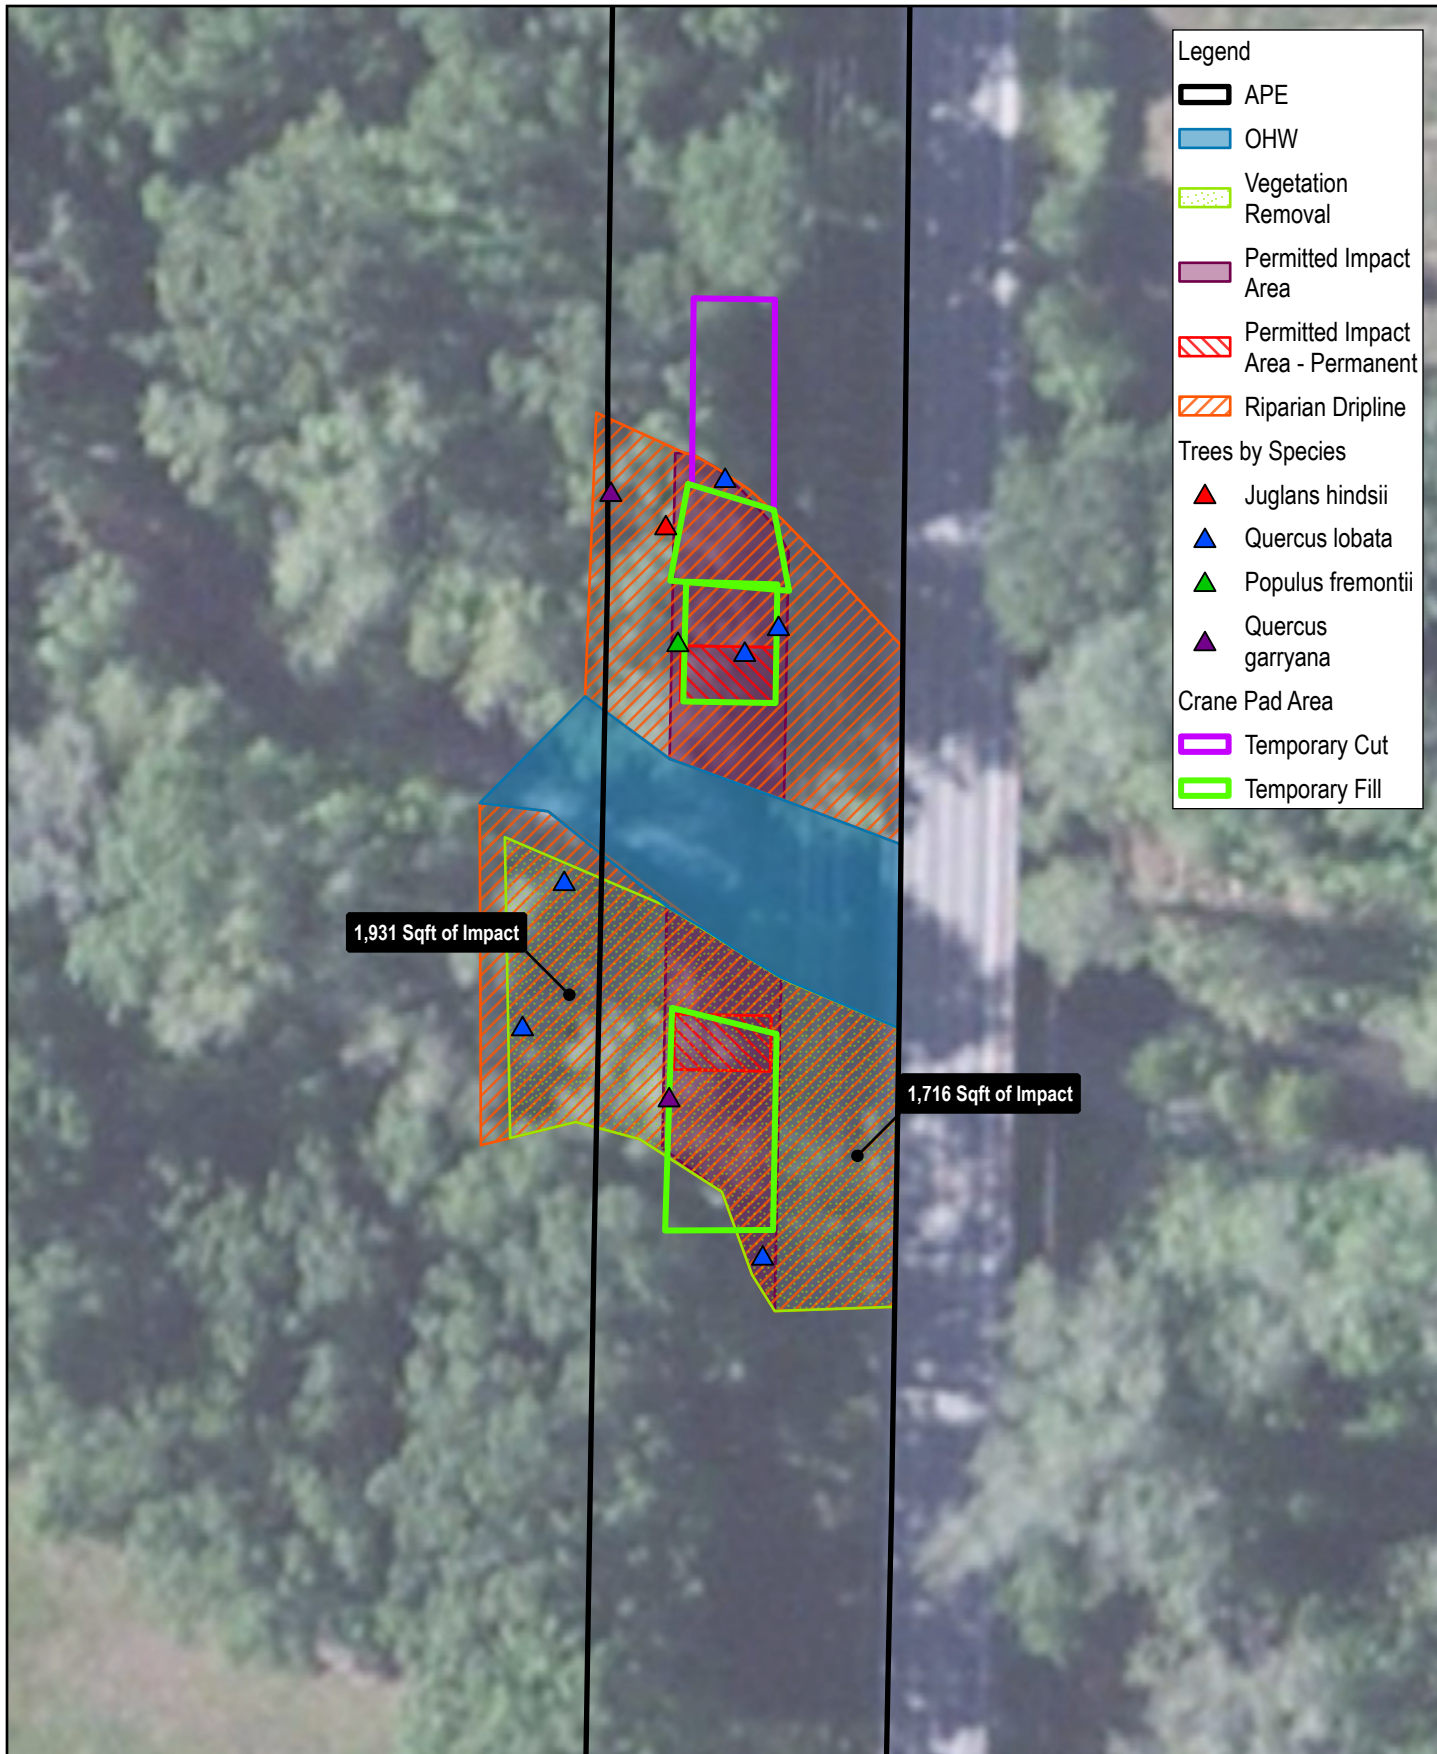 Legend
APE
OHW
Vegetation
Removal
Permitted Impact
Area
Permitted Impact
Area - Permanent
Riparian Dripline
Trees by Species
Juglans hindsii
Quercus lobata
Populus fremontii
Quercus
garryana
Crane Pad Area
Temporary Cut
Temporary Fill
1,931 Sqft of Impact
1,716 Sqft of Impact